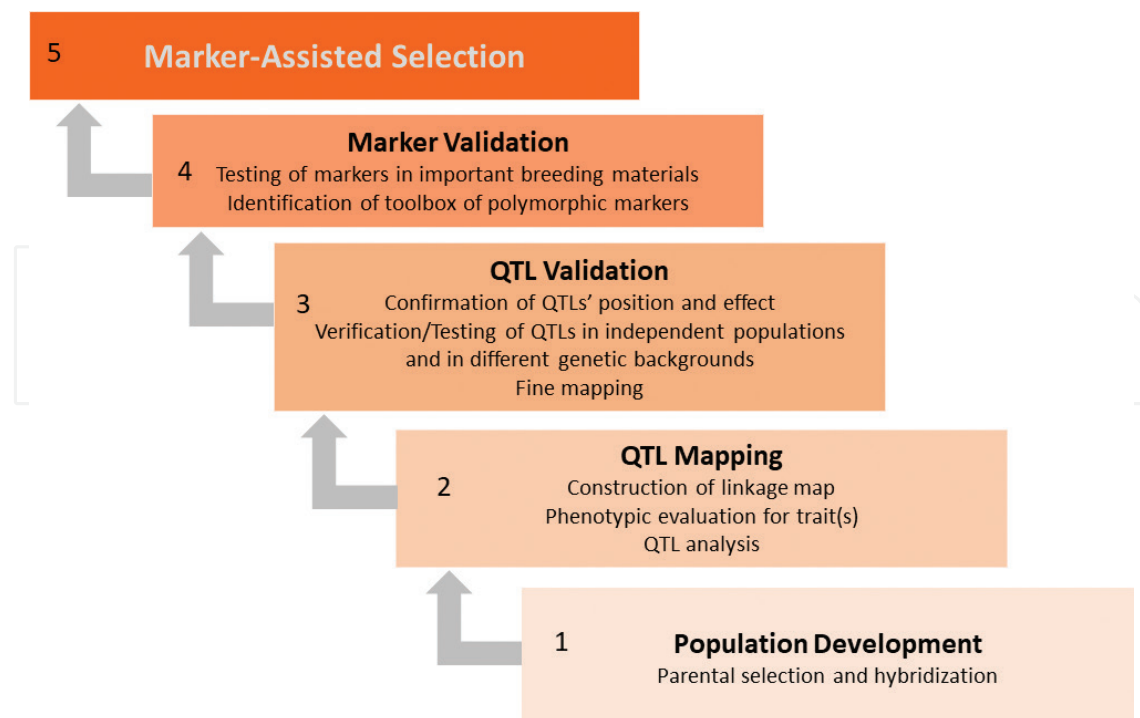 5 Marker-Assisted Selection
Marker Validation
4 Testing of markers in important breeding materials
Identification of toolbox of polymorphic markers
QTL Validation
3 Confirmation of QTLs’ position and effect
Verification/Testing of QTLs in independent populations
and in different genetic backgrounds
Fine mapping
QTL Mapping
2 Construction of linkage map
Phenotypic evaluation for trait(s)
QTL analysis
1 Population Development
Parental selection and hybridization